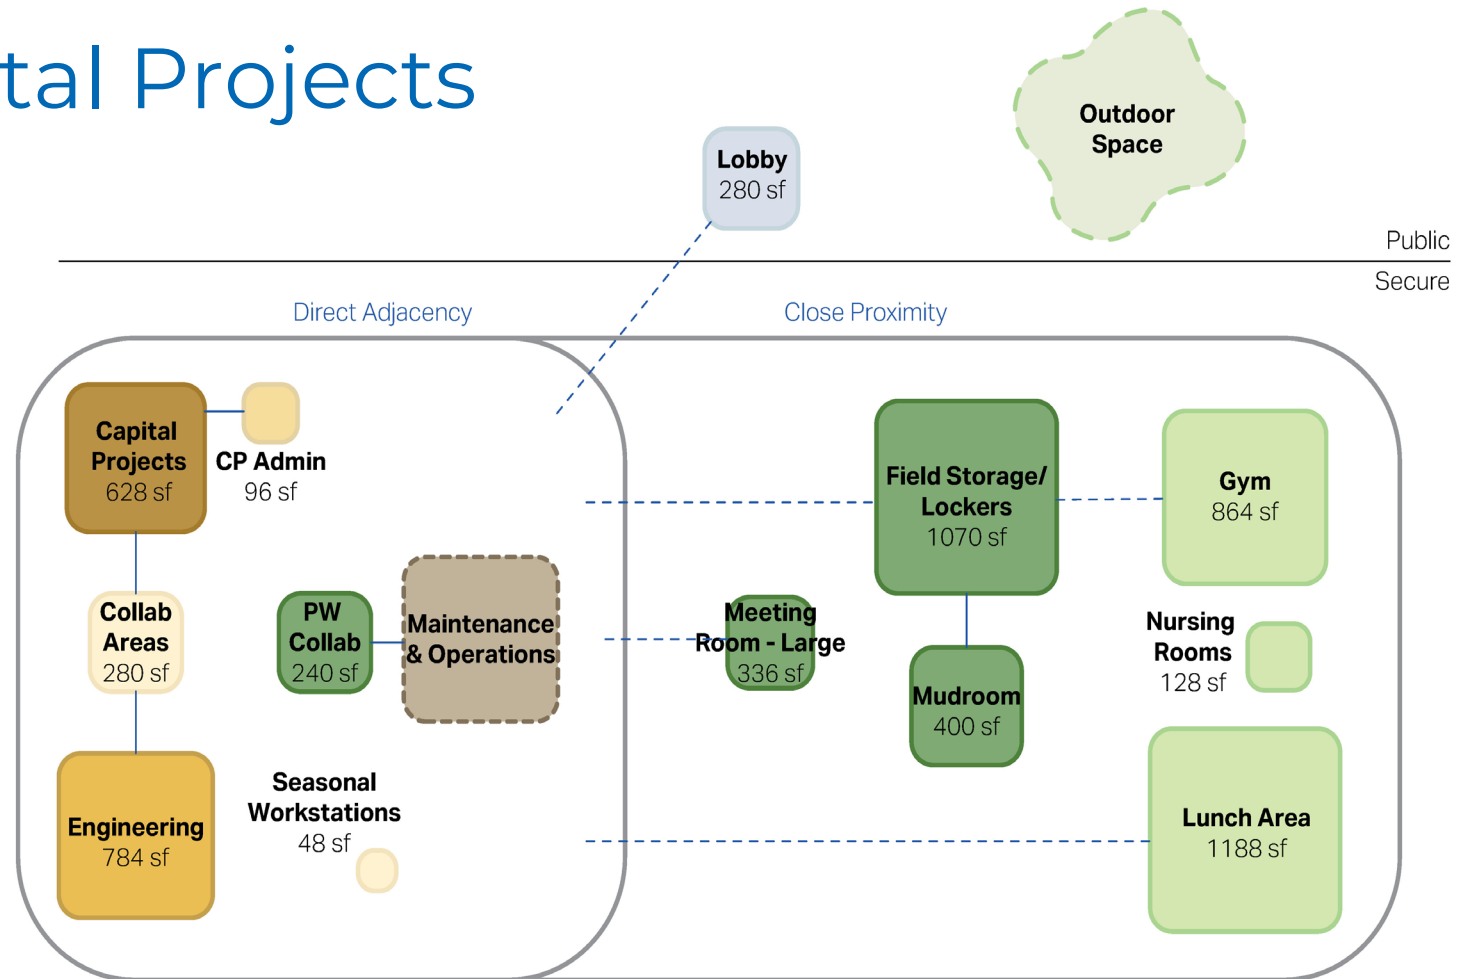 tal Projects
Outdoor
Space
Lobby
280 sf
Public
Secure
Direct Adjacency
Close Proximity
Capital
Projects
628 sf
CP Admin
96 sf
Field Storage/
Lockers
1070 sf
Gym
864 sf
Collab
Areas
280 sf
PW
Collab
240 sf
Maintenance
& Operations
Meeting
Room - Large
336 sf
Mudroom
400 sf
Nursing
Rooms
128 sf
Engineering
784 sf
Seasonal
Workstations
48 sf
Lunch Area
1188 sf